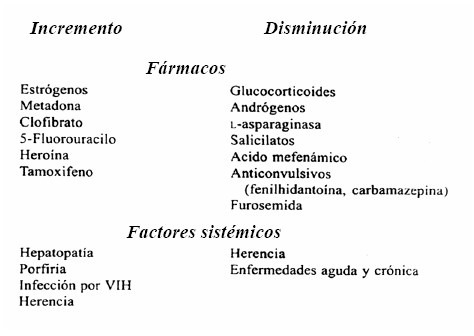 Incremento Disminución
Fármacos
Estrógenos Glucocorticoides
Metadona Andrógenos
Clofibrato L-asparaginasa
5-Fluorouracilo Salicilatos
Heroína Acido mefenámico
Tamoxifeno Anticonvulsivos
(fenilhidantoína, carbamazepina)
Furosemida
Factores sistémicos
Hepatopatía Herencia
Porfiria Enfermedades aguda y crónica
Infección por VIH
Herencia